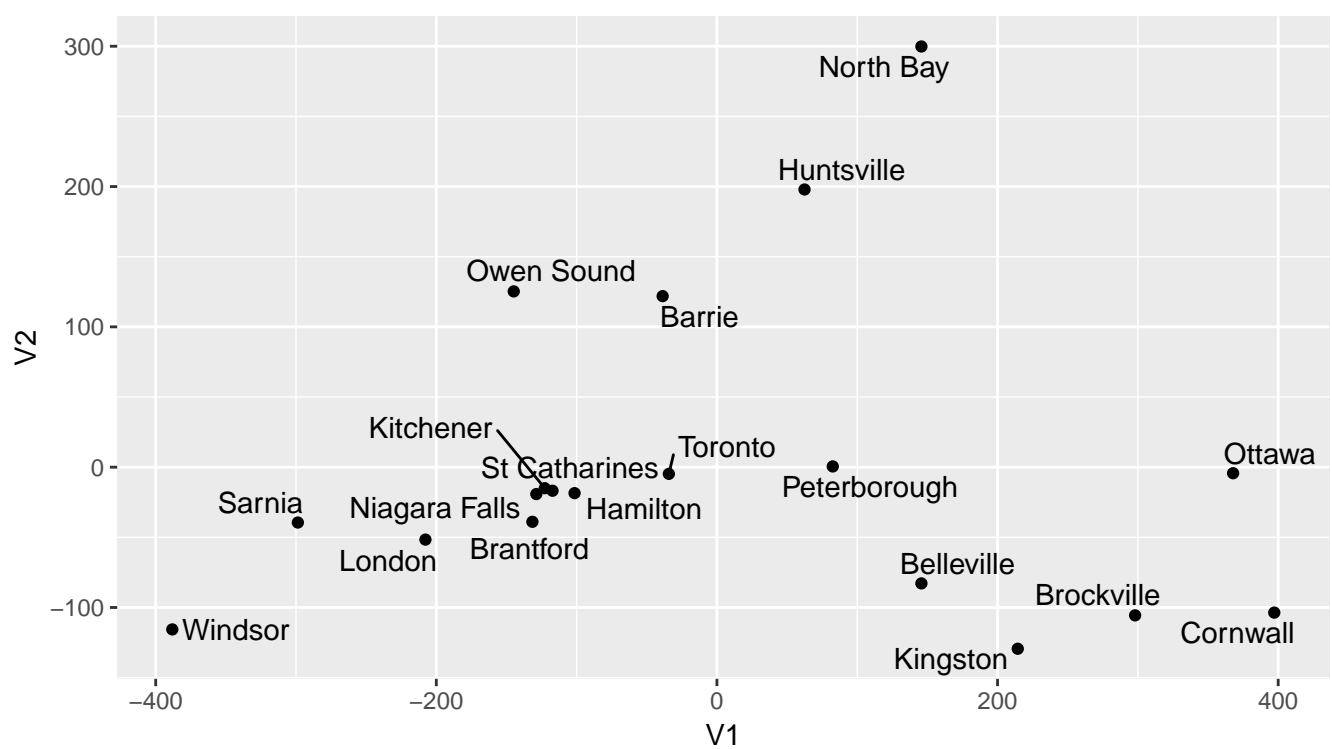 300
North Bay
Huntsville
200
Owen Sound
Barrie
100
V2
Kitchener
Toronto
St Catharines
Ottawa
0
Peterborough
Sarnia
Niagara Falls
Hamilton
Brantford
London
Belleville
Brockville
−100
Windsor
Cornwall
Kingston
−400
−200
0
200
400
V1